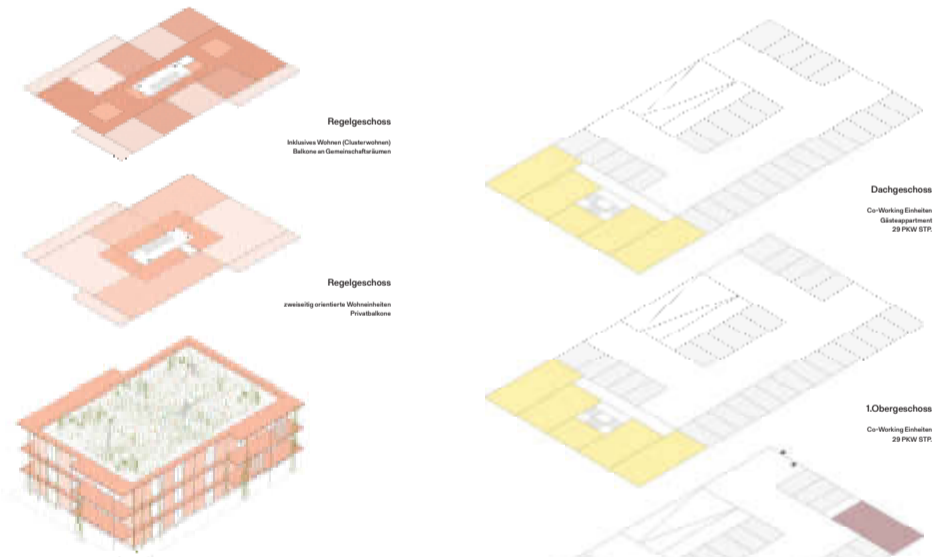 Regelgeschoss
Inklusives Wohnen (Clusterwohnen)
Balkone an Gemeinschaftsräumen
Regelgeschoss
zweiseitig orientierte Wohneinheiten
Privatbalkone
Dachgeschoss
Co-Working Einheiten
Gästeappartment
29 PKW STP.
1.Obergeschoss
Co-Working Einheiten
29 PKW STP.